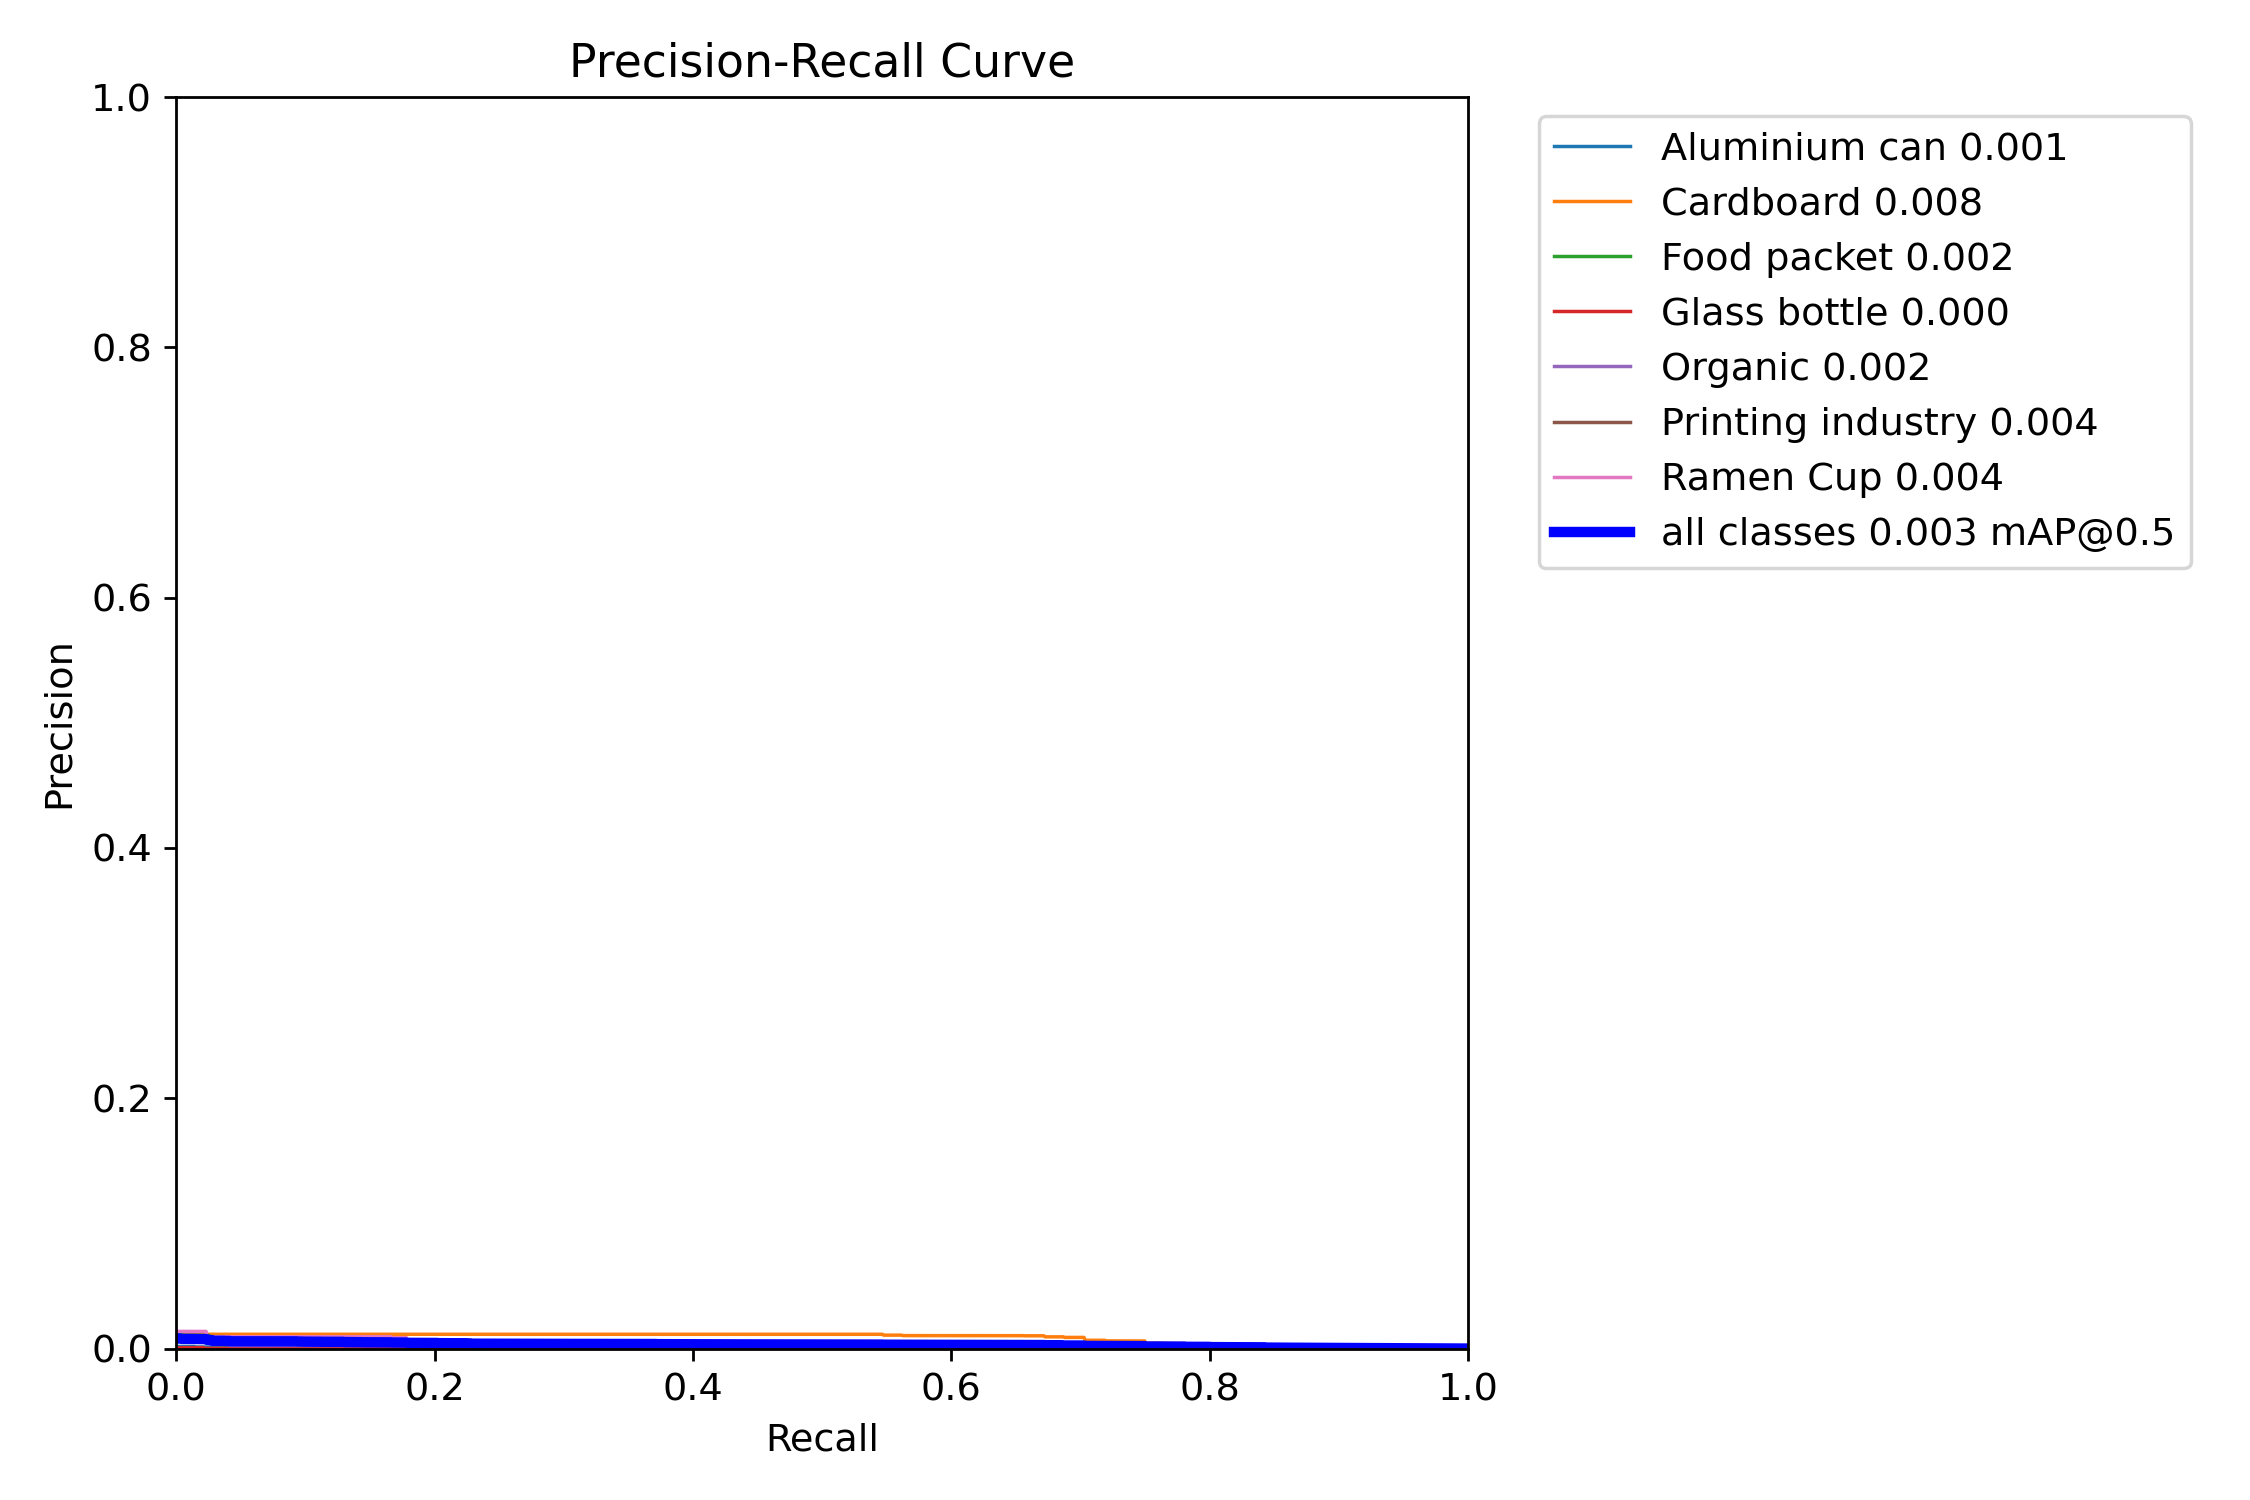 Precision-Recall Curve
1.0
0.8
0.6
0.4
0.2
0.0
Precision
0.0 0.2 0.4 0.6 0.8 1.0
Recall
Aluminium can 0.001
Cardboard 0.008
Food packet 0.002
Glass bottle 0.000
Organic 0.002
Printing industry 0.004
Ramen Cup 0.004
all classes 0.003 mAP@0.5